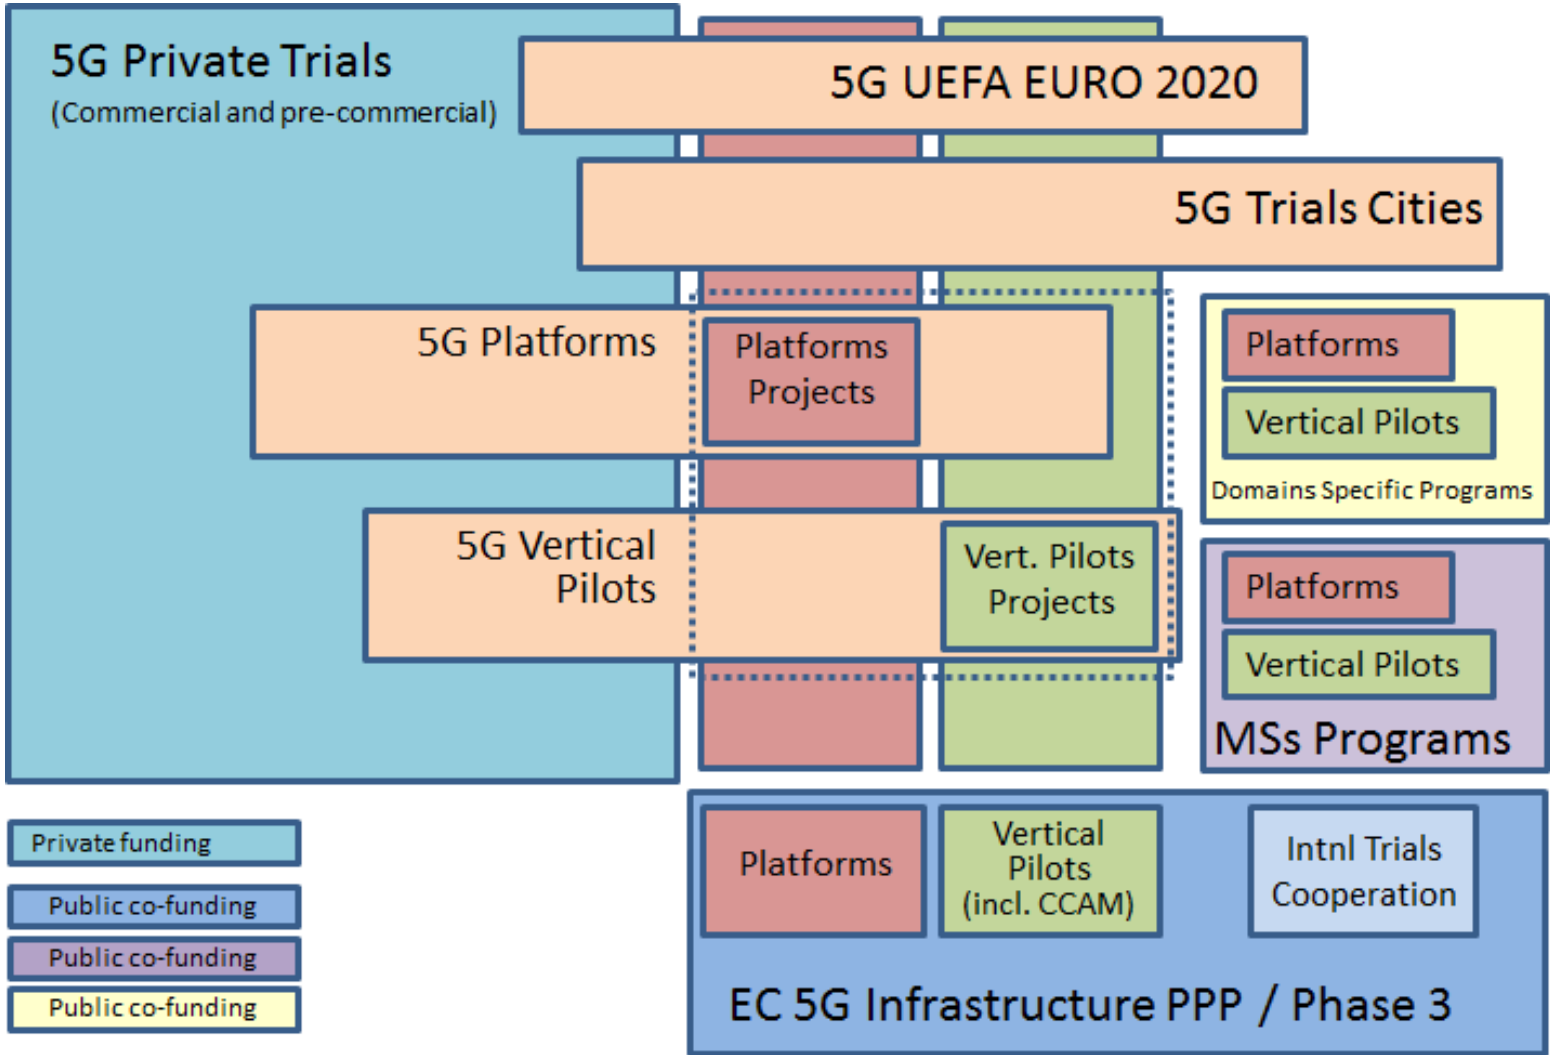 5G Private Trials
(Commercial and pre-commercial)
5G UEFA EURO 2020
5G Trials Cities
5G Platforms
Platforms
Projects
5G Vertical
Pilots
Vert. Pilots
Projects
Platforms
Vertical Pilots
Domains Specific Programs
Platforms
Vertical Pilots
MSs Programs
Private funding
Public co-funding
Public co-funding
Public co-funding
Platforms
Vertical
Pilots
(incl. CCAM)
Intnl Trials
Cooperation
EC 5G Infrastructure PPP / Phase 3